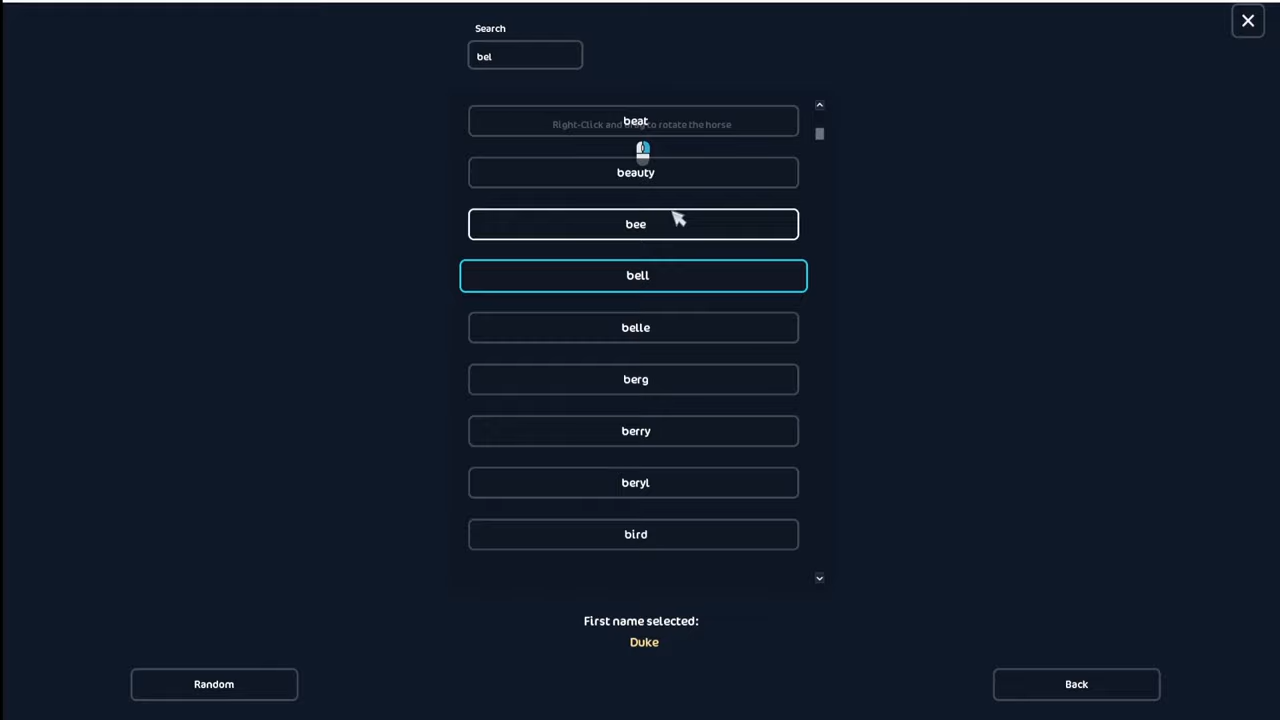 Search
bel
beat
Right-Click and drag to rotate the horse
beauty
bee
bell
belle
berg
berry
beryl
bird
First name selected:
Duke
Random
Back